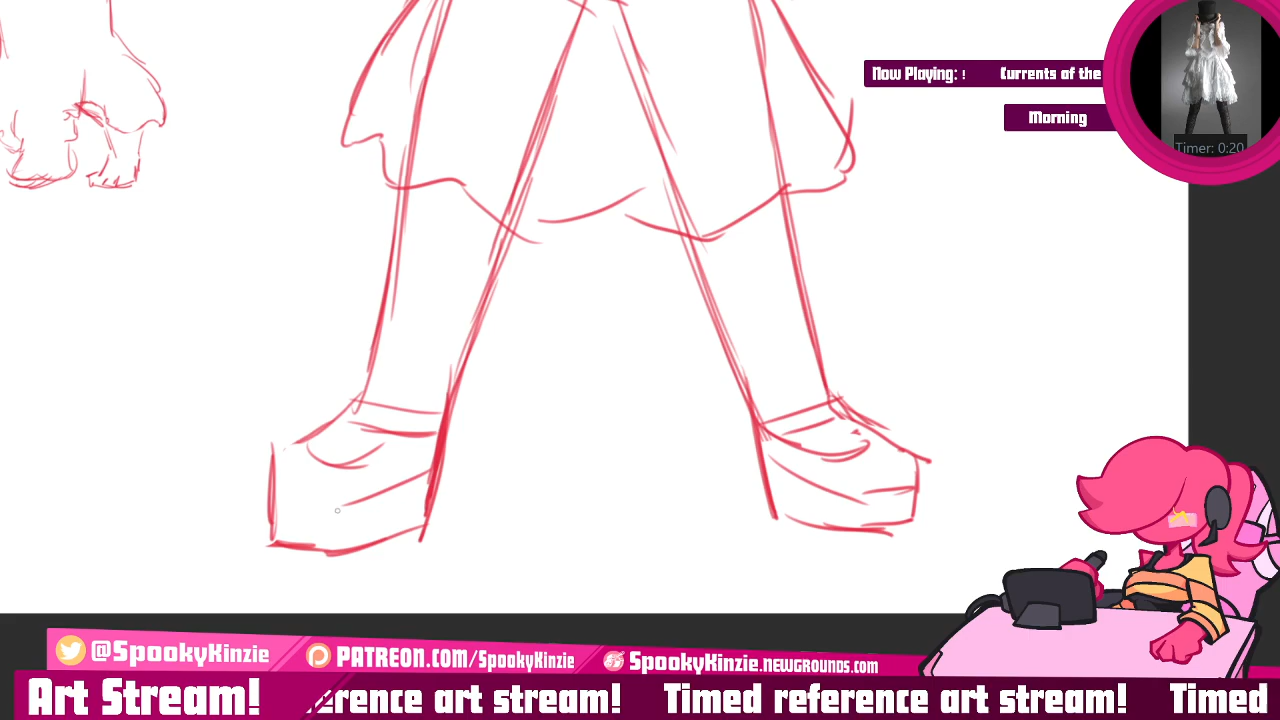 Now Playing: ! Currents of the
Morning
Timer: 0:20
@SpookyKinzie
PATREON.COM/SpookyKinzie
SpookyKinzie.NEWGROUNDS.com
Art Stream!
erence art stream! Timed reference art stream! Timed